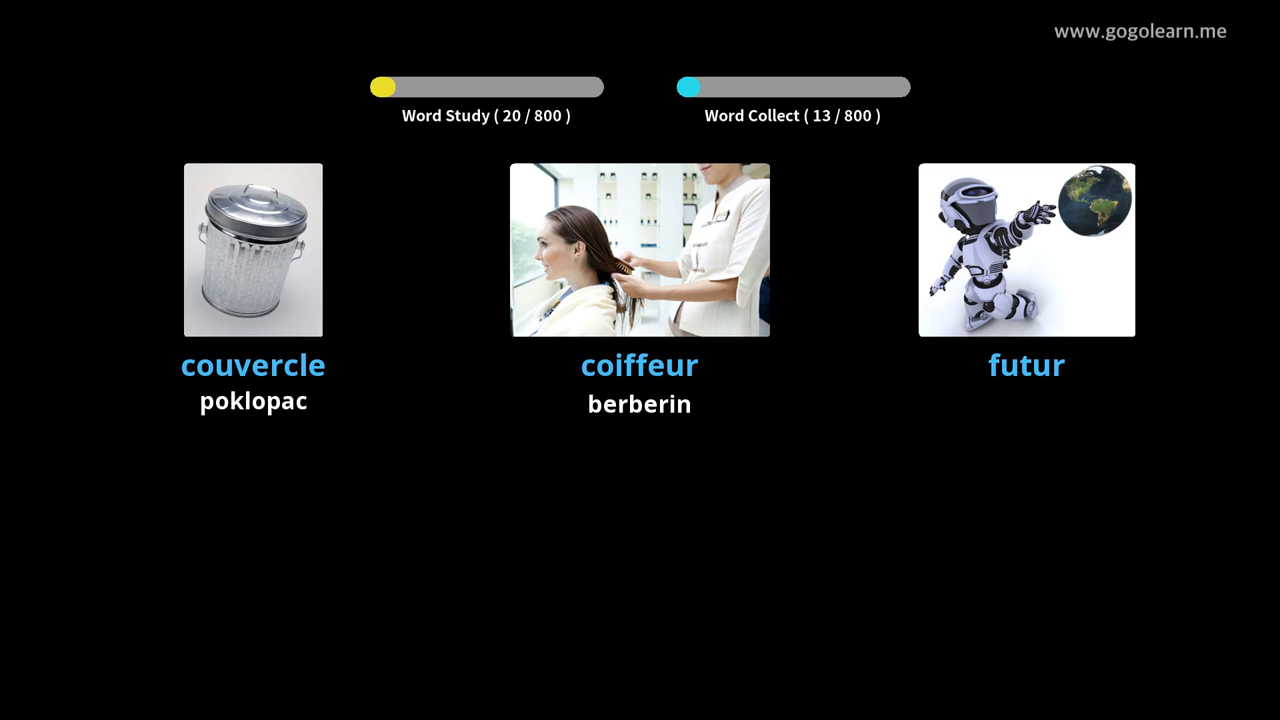 www.gogolearn.me
Word Study ( 20 / 800 )
Word Collect ( 13 / 800 )
couvercle
coiffeur
futur
poklopac
berberin